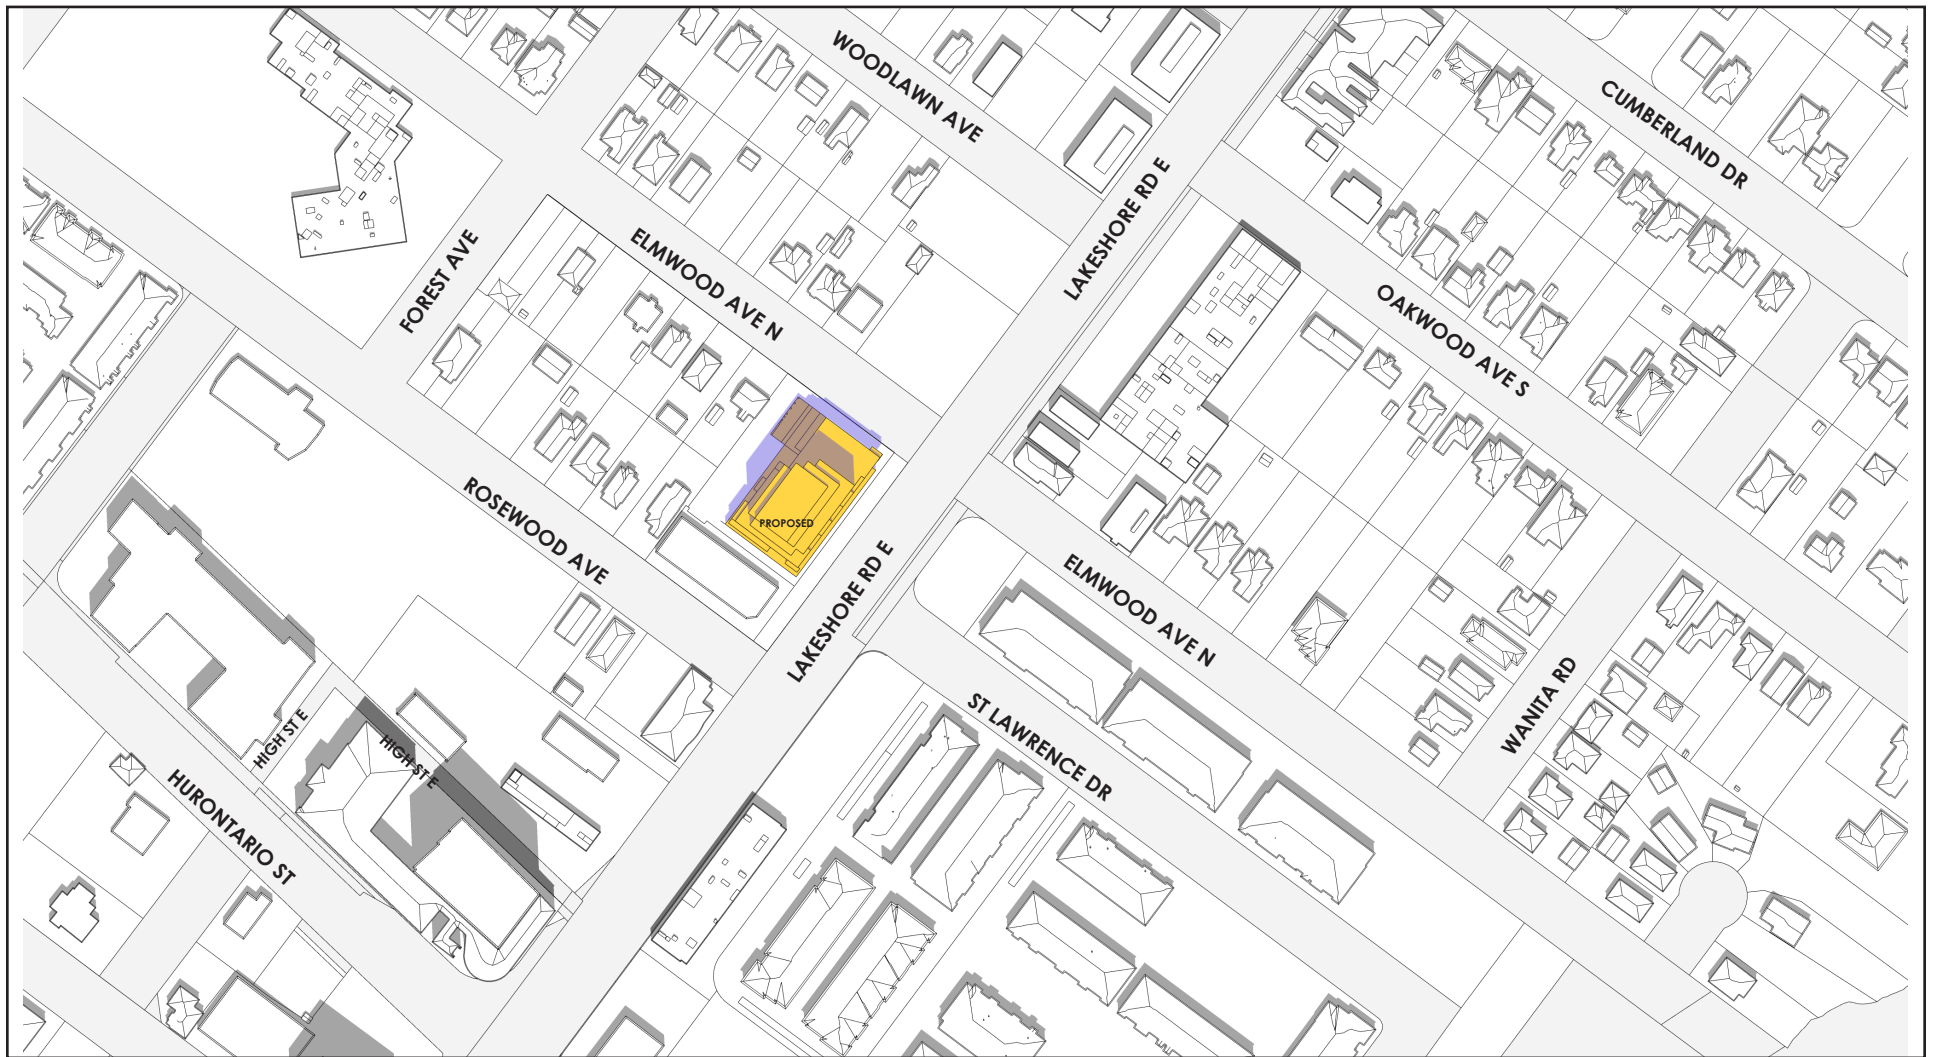 WOODLAWN AVE
CUMBERLAND DR
LAKESHORE RD E
FOREST AVE
ELMWOOD AVE N
OAKWOOD AVE S
ROSEWOOD AVE
PROPOSED
LAKESHORE RD E
ELMWOOD AVE N
ST LAWRENCE DR
WANITA RD
HIGH ST E
HIGH ST E
HURONTARIO ST